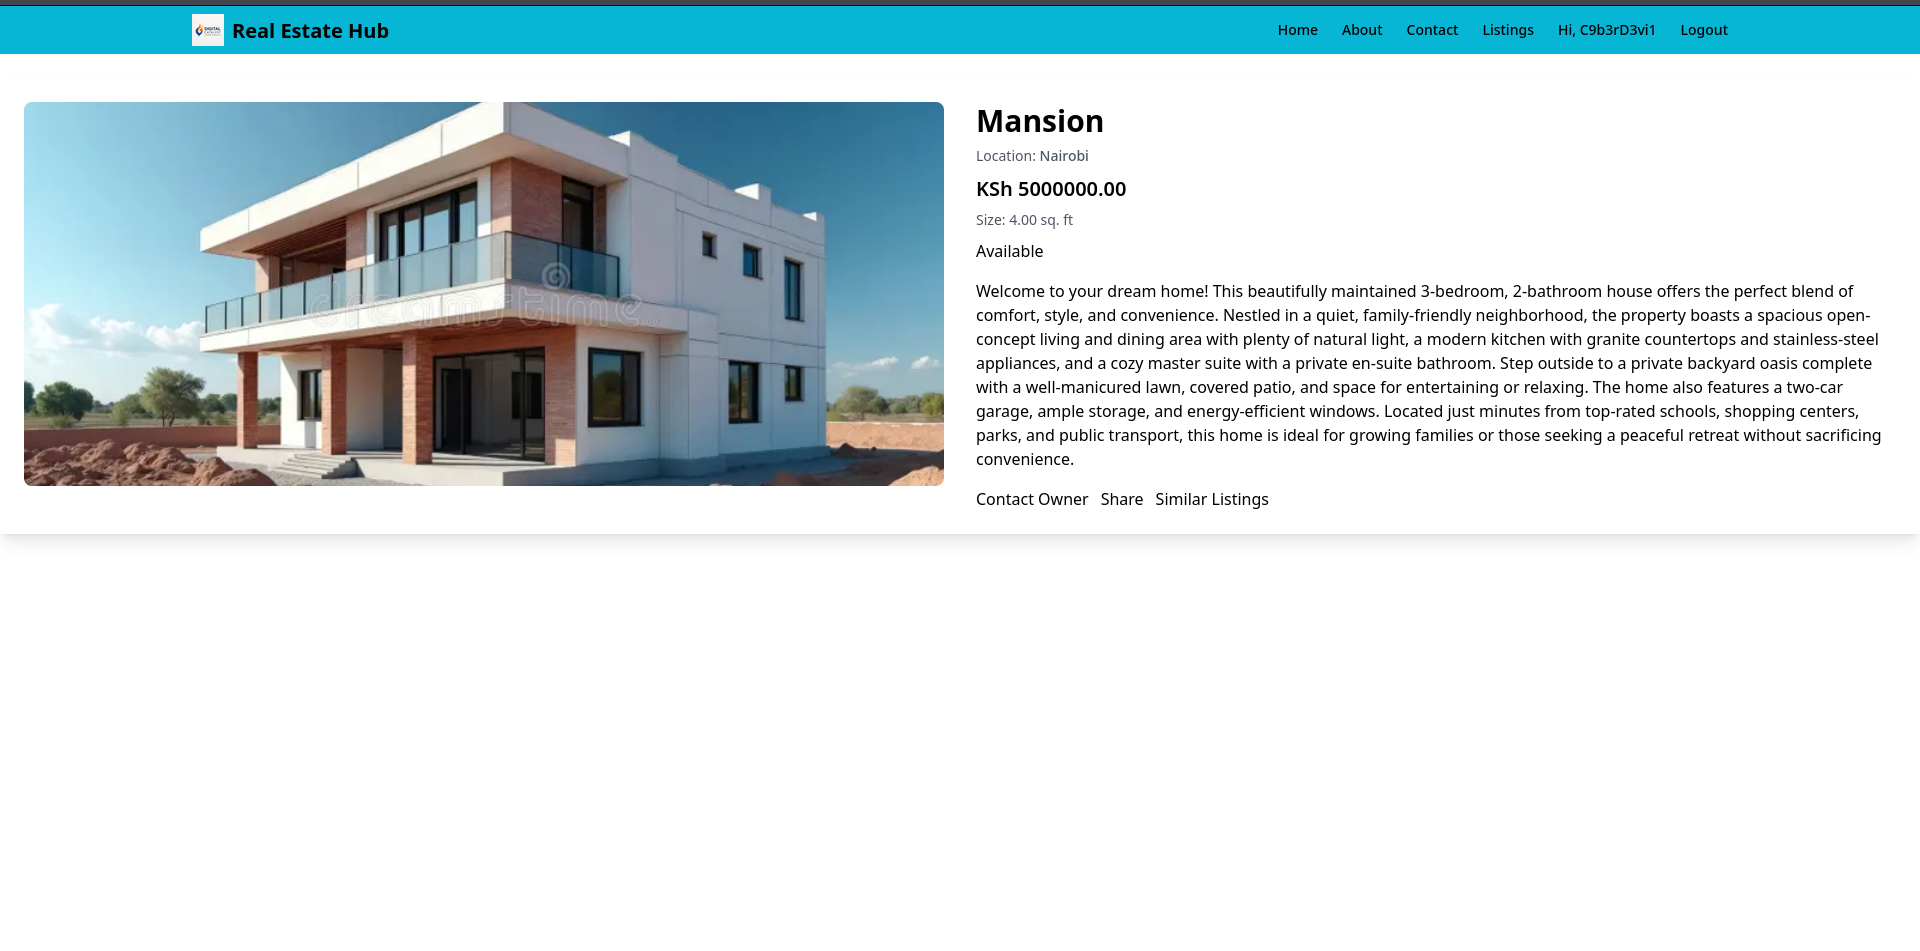 DIGITAL
Real Estate Hub
Home About Contact Listings Hi, C9b3rD3vi1 Logout
dreamstime
Mansion
Location: Nairobi
KSh 5000000.00
Size: 4.00 sq. ft
Available
Welcome to your dream home! This beautifully maintained 3-bedroom, 2-bathroom house offers the perfect blend of
comfort, style, and convenience. Nestled in a quiet, family-friendly neighborhood, the property boasts a spacious open-
concept living and dining area with plenty of natural light, a modern kitchen with granite countertops and stainless-steel
appliances, and a cozy master suite with a private en-suite bathroom. Step outside to a private backyard oasis complete
with a well-manicured lawn, covered patio, and space for entertaining or relaxing. The home also features a two-car
garage, ample storage, and energy-efficient windows. Located just minutes from top-rated schools, shopping centers,
parks, and public transport, this home is ideal for growing families or those seeking a peaceful retreat without sacrificing
convenience.
Contact Owner Share Similar Listings